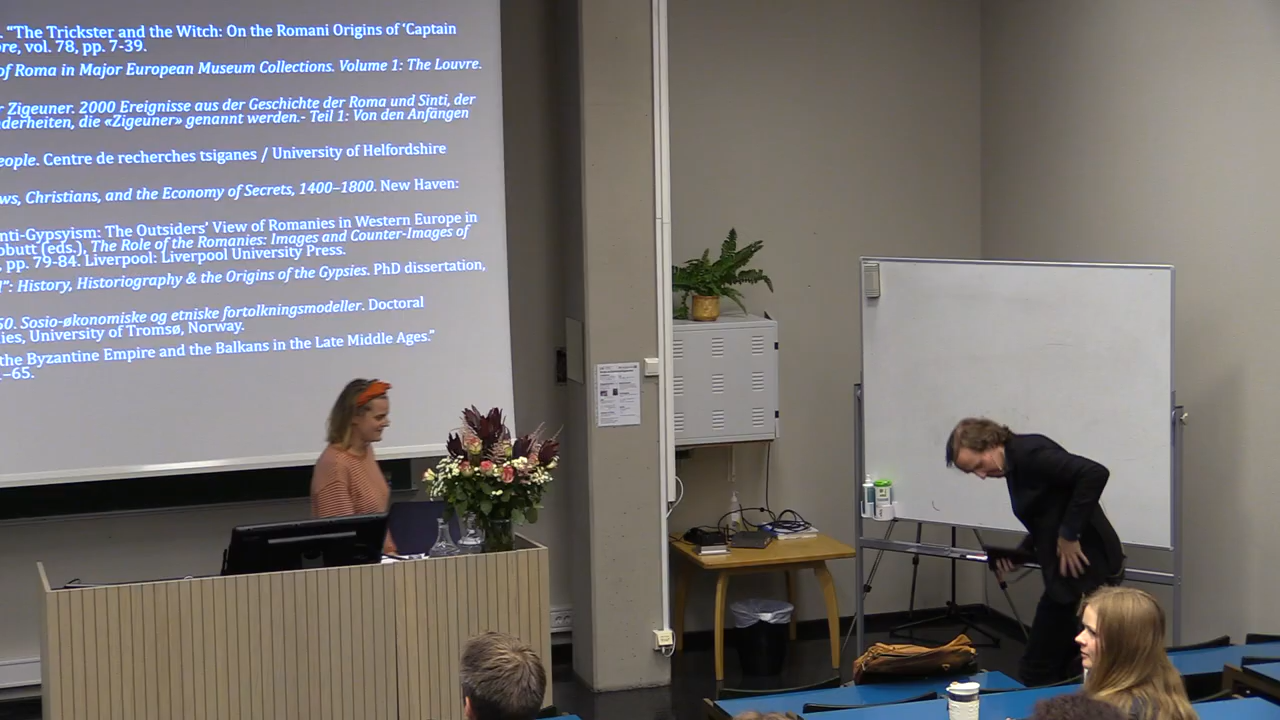 . "The Trickster and the Witch: On the Romani Origins of 'Captain
ore, vol. 78, pp. 7-39.
of Roma in Major European Museum Collections. Volume 1: The Louvre.
r Zigeuner. 2000 Ereignisse aus der Geschichte der Roma und Sinti, der
derheiten, die «Zigeuner» genannt werden.- Teil 1: Von den Anfängen
eople. Centre de recherches tsiganes / University of Helfordshire
ws, Christians, and the Economy of Secrets, 1400–1800. New Haven:
nti-Gypsyism: The Outsiders' View of Romanies in Western Europe in
obutt (eds.), The Role of the Romanies: Images and Counter-Images of
, pp. 79-84. Liverpool: Liverpool University Press.
": History, Historiography & the Origins of the Gypsies. PhD dissertation,
50. Sosio-økonomiske og etniske fortolkningsmodeller. Doctoral
ies, University of Tromsø, Norway.
the Byzantine Empire and the Balkans in the Late Middle Ages."
–65.